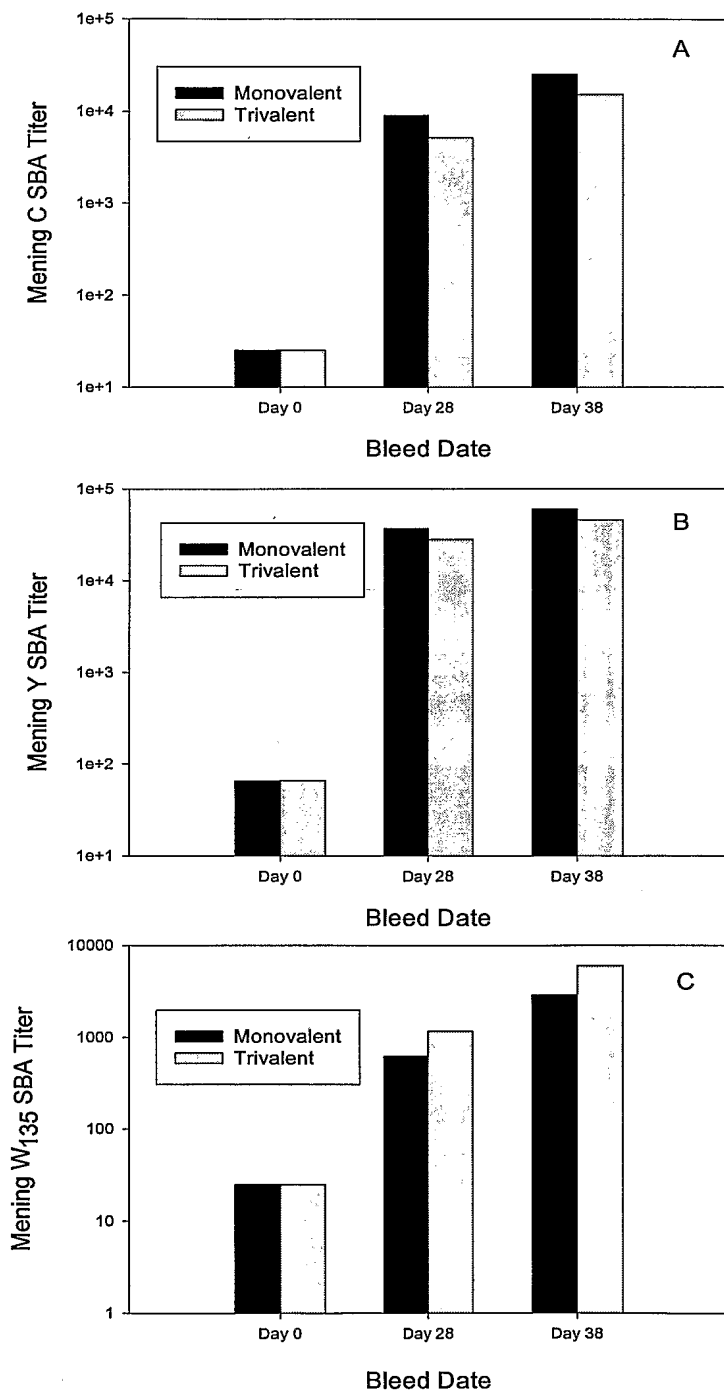 A
1e+5
1e+4
1e+3
1e+2
1e+1
Mening C SBA Titer
Monovalent
Trivalent
Day 0
Day 28
Day 38
Bleed Date
B
1e+5
1e+4
1e+3
1e+2
1e+1
Mening Y SBA Titer
Monovalent
Trivalent
Day 0
Day 28
Day 38
Bleed Date
C
10000
1000
100
10
1
Mening W135 SBA Titer
Monovalent
Trivalent
Day 0
Day 28
Day 38
Bleed Date